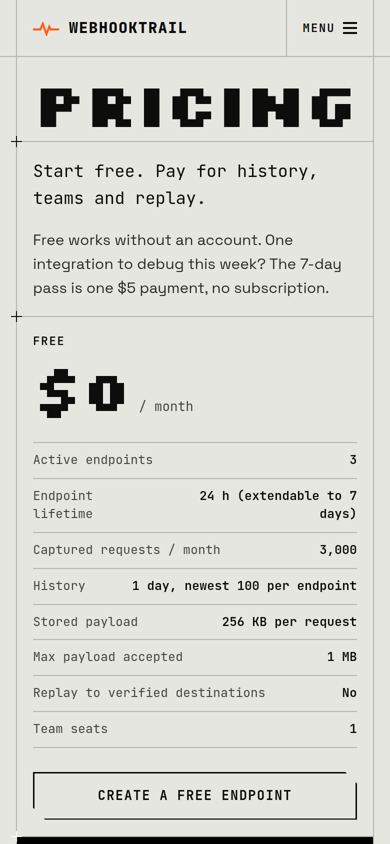 WEBHOOKTRAIL
MENU
PRICING
Start free. Pay for history,
teams and replay.
Free works without an account. One
integration to debug this week? The 7-day
pass is one $5 payment, no subscription.
FREE
$0 / month
Active endpoints 3
Endpoint 24 h (extendable to 7
lifetime days)
Captured requests / month 3,000
History 1 day, newest 100 per endpoint
Stored payload 256 KB per request
Max payload accepted 1 MB
Replay to verified destinations No
Team seats 1
CREATE A FREE ENDPOINT